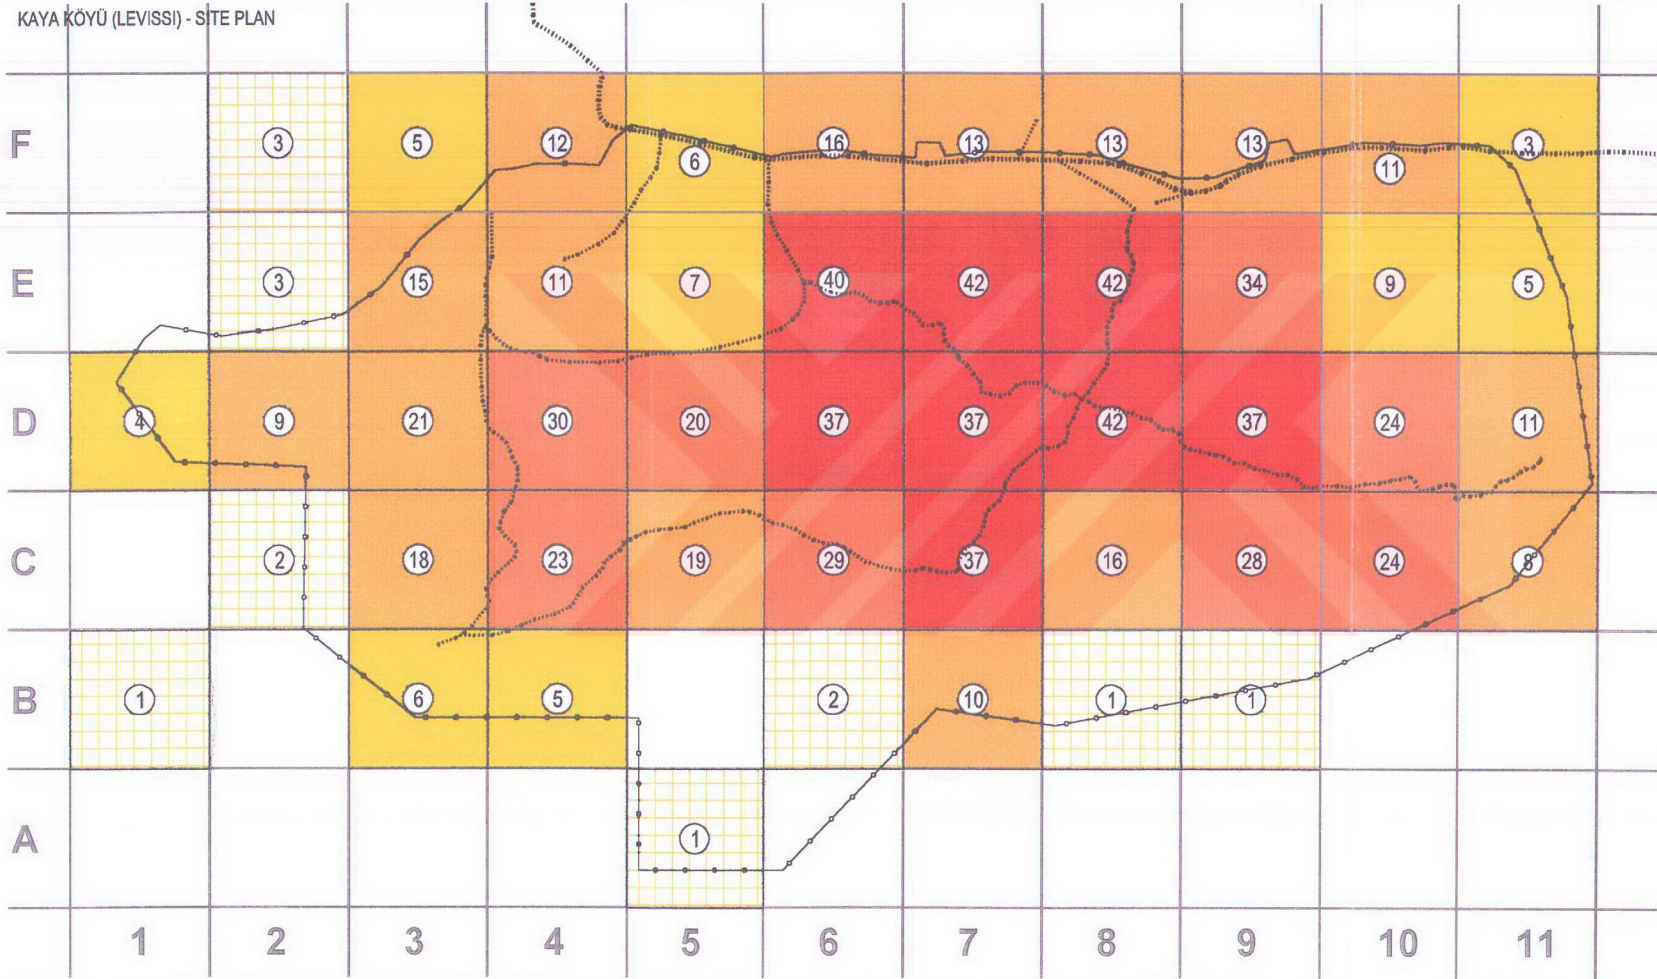 KAYA KÖYÜ (LEVISSI) - SITE PLAN
F 3 5 12 6 16 13 13 13 11 3
E 3 15 11 7 40 42 42 34 9 5
D 4 9 21 30 20 37 37 42 37 24 11
C 2 18 23 19 29 37 16 28 24 8
B 1 6 5 2 10 1 1
A 1
1 2 3 4 5 6 7 8 9 10 11